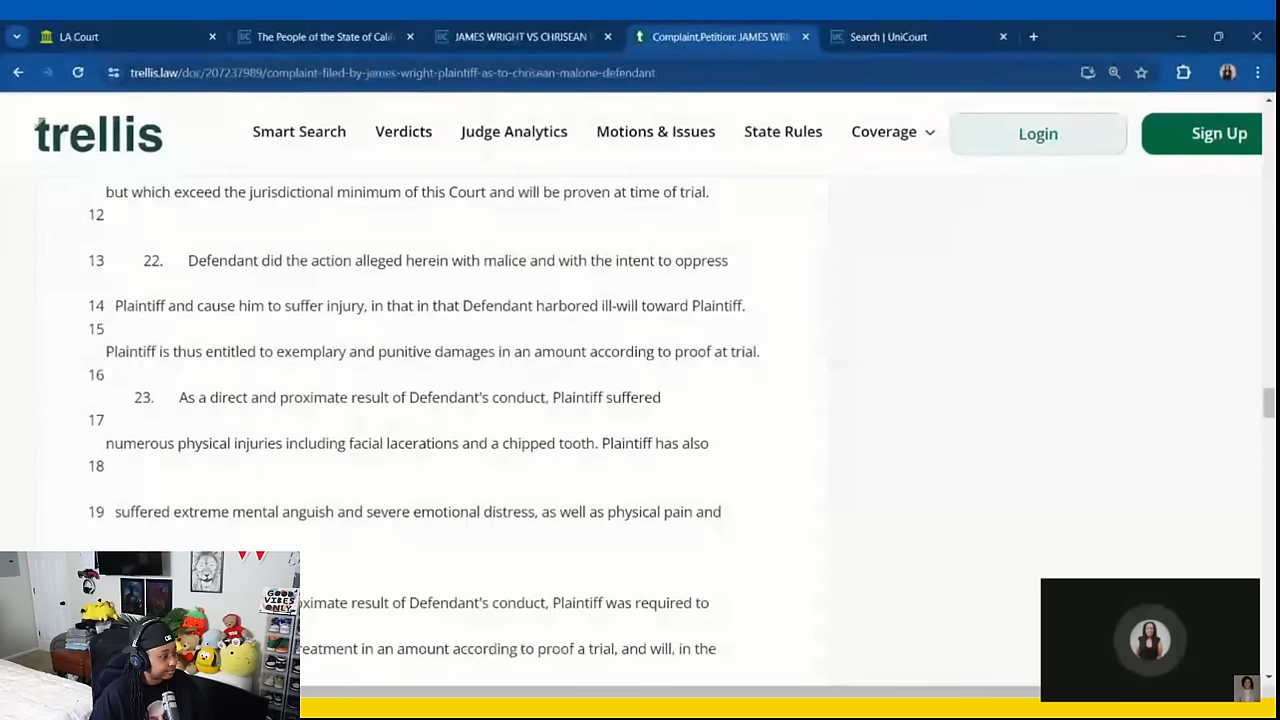 LA Court
The People of the State of Cali
JAMES WRIGHT VS CHRISEAN
Complaint,Petition: JAMES WRI
Search | UniCourt
trellis.law/doc/207237989/complaint-filed-by-james-wright-plaintiff-as-to-chrisean-malone-defendant
trellis
Smart Search
Verdicts
Judge Analytics
Motions & Issues
State Rules
Coverage
Login
Sign Up
but which exceed the jurisdictional minimum of this Court and will be proven at time of trial.
12
13 22. Defendant did the action alleged herein with malice and with the intent to oppress
14 Plaintiff and cause him to suffer injury, in that in that Defendant harbored ill-will toward Plaintiff.
15
Plaintiff is thus entitled to exemplary and punitive damages in an amount according to proof at trial.
16
23. As a direct and proximate result of Defendant's conduct, Plaintiff suffered
17
numerous physical injuries including facial lacerations and a chipped tooth. Plaintiff has also
18
19 suffered extreme mental anguish and severe emotional distress, as well as physical pain and
oximate result of Defendant's conduct, Plaintiff was required to
reatment in an amount according to proof a trial, and will, in the
GOOD
VIBES
ONLY